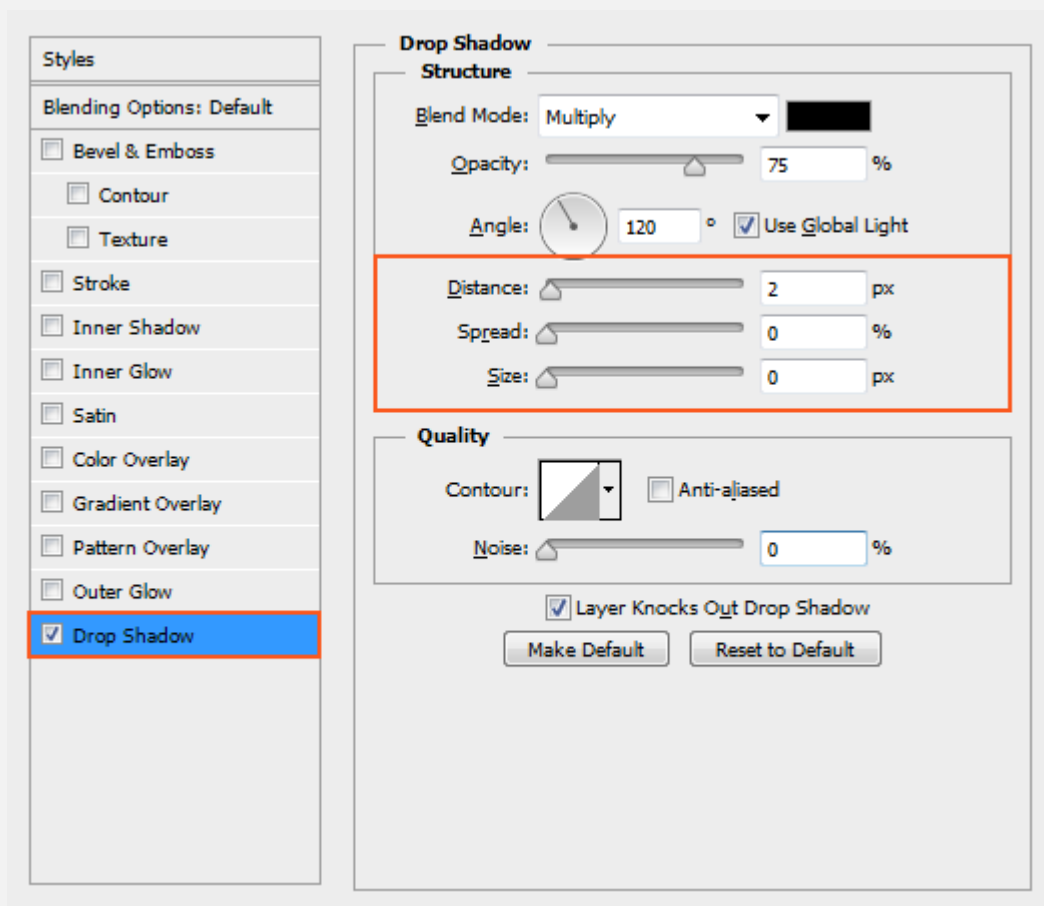 Styles
Blending Options: Default
Bevel & Emboss
Contour
Texture
Stroke
Inner Shadow
Inner Glow
Satin
Color Overlay
Gradient Overlay
Pattern Overlay
Outer Glow
Drop Shadow
Drop Shadow
Structure
Blend Mode: Multiply
Opacity: 75 %
Angle: 120 ° Use Global Light
Distance: 2 px
Spread: 0 %
Size: 0 px
Quality
Contour: Anti-aliased
Noise: 0 %
Layer Knocks Out Drop Shadow
Make Default Reset to Default